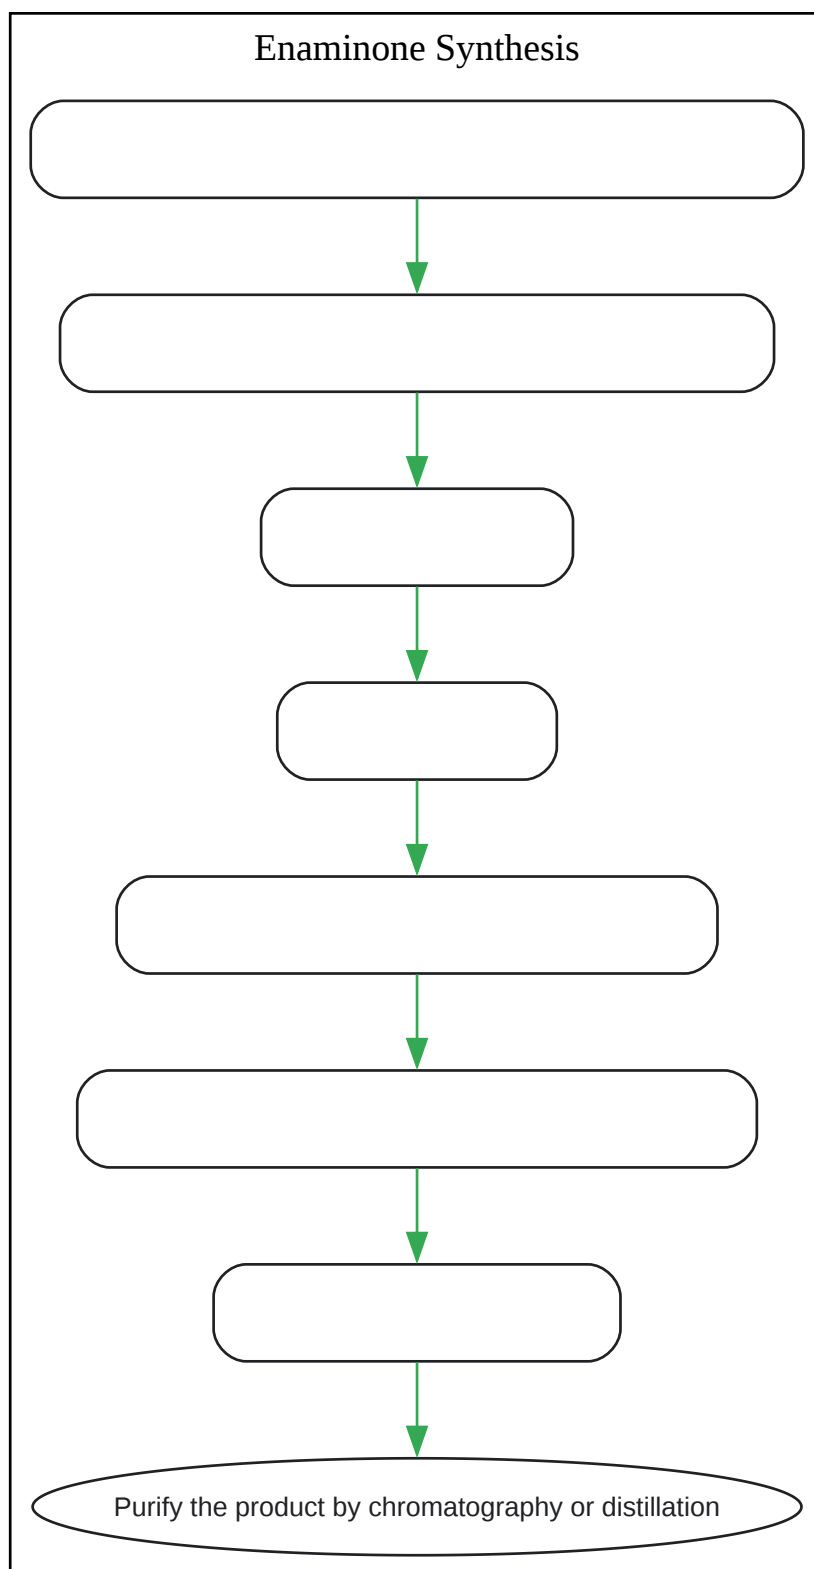 Enaminone Synthesis
Purify the product by chromatography or distillation